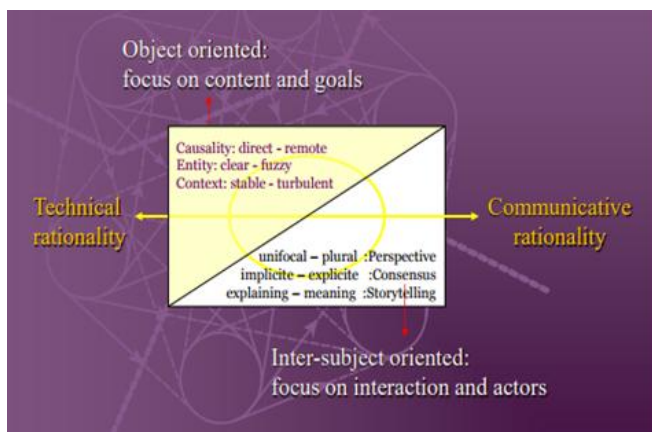 Object oriented:
focus on content and goals
Causality: direct - remote
Entity: clear - fuzzy
Context: stable - turbulent
Technical
rationality
Communicative
rationality
unifocal – plural :Perspective
implicite – explicite :Consensus
explaining – meaning :Storytelling
Inter-subject oriented:
focus on interaction and actors